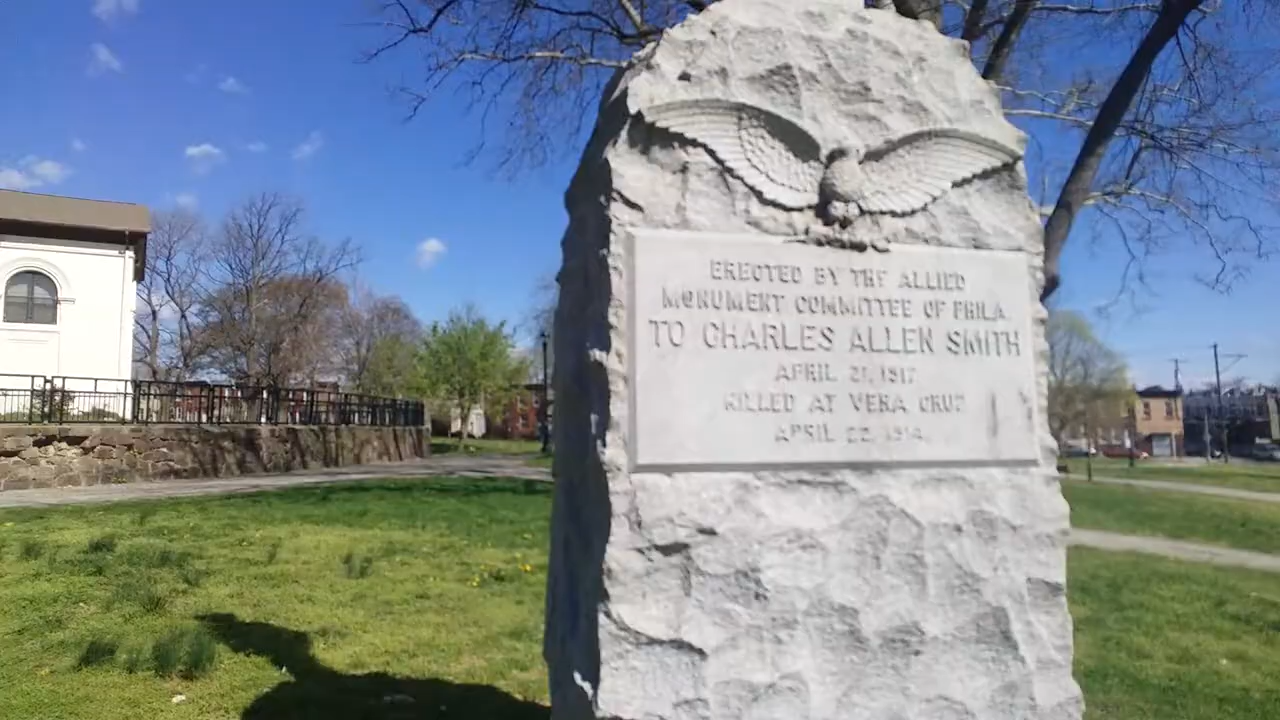 ERECTED BY THE ALLIED
MONUMENT COMMITTEE OF PHILA.
TO CHARLES ALLEN SMITH
APRIL 21, 1917
KILLED AT VERA CRUZ
APRIL 22, 1914